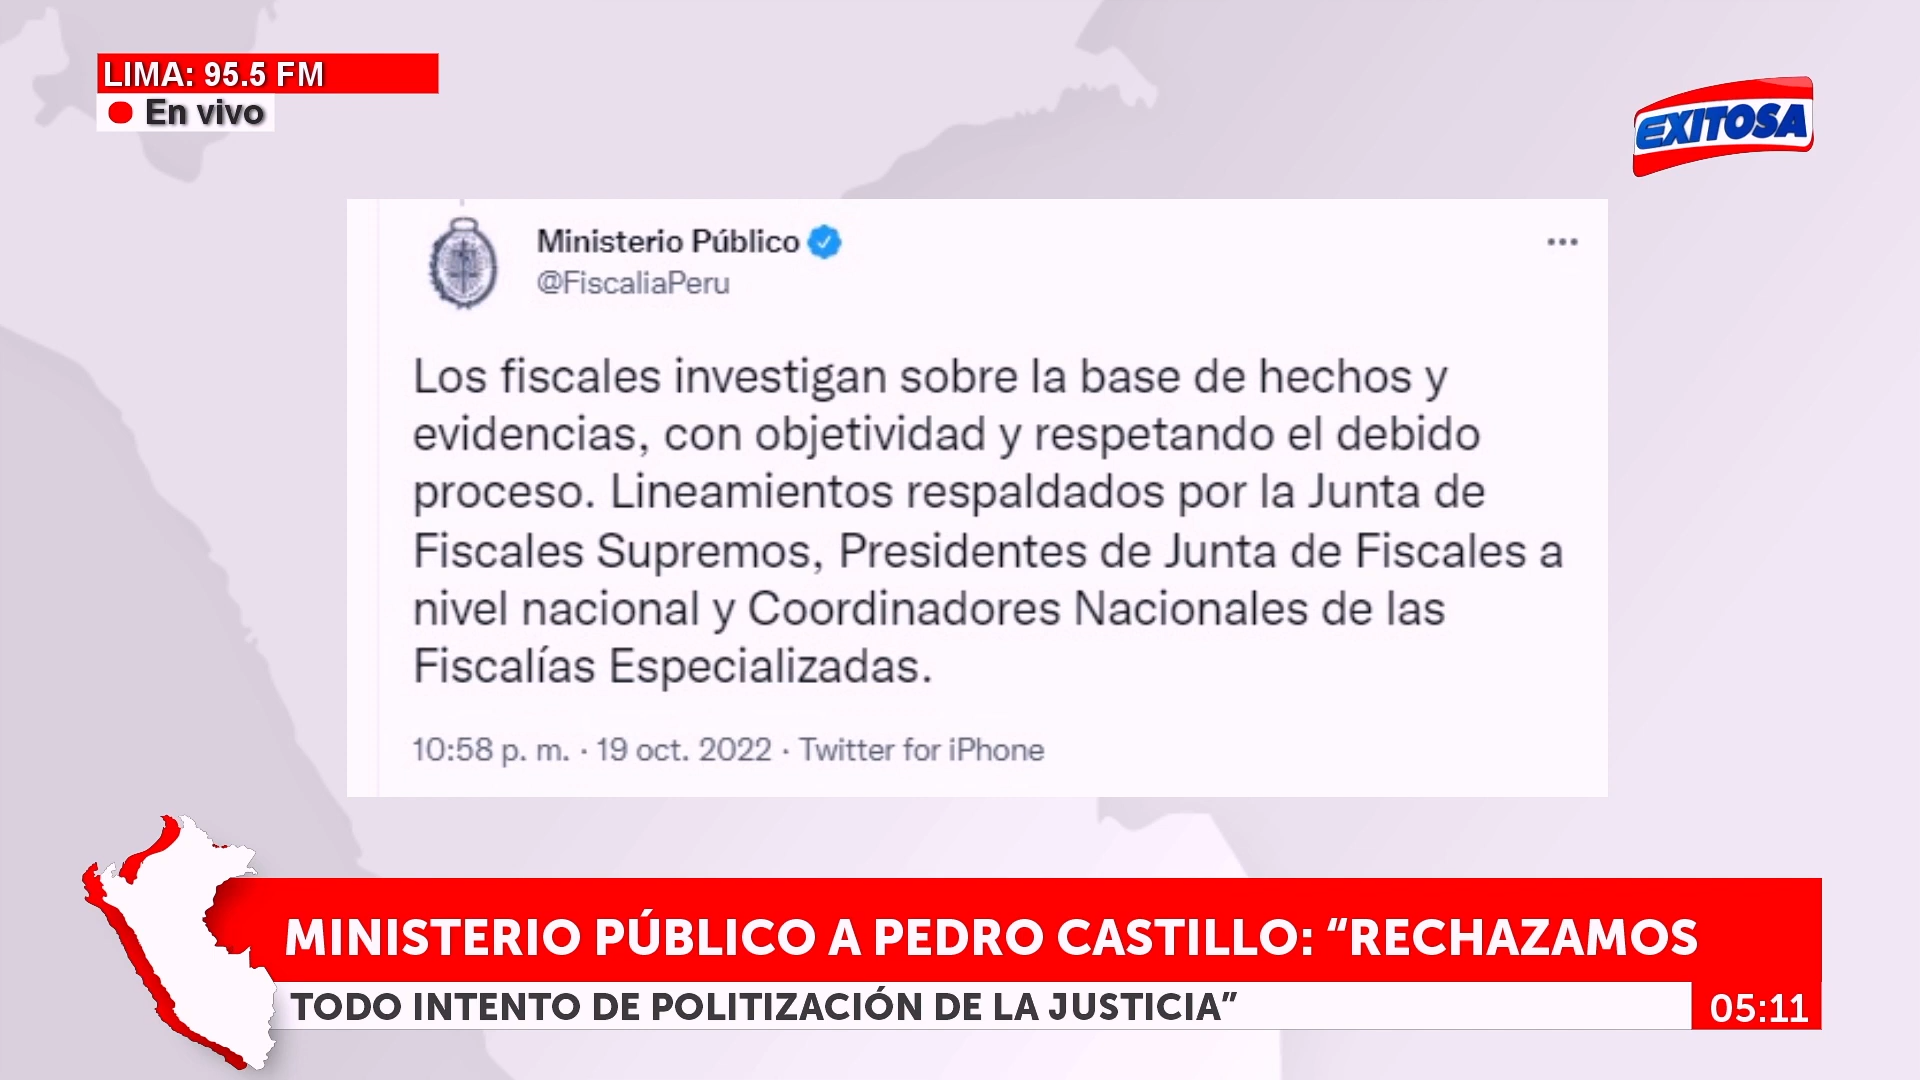 LIMA: 95.5 FM
En vivo
EXITOSA
Ministerio Público
@FiscaliaPeru
Los fiscales investigan sobre la base de hechos y
evidencias, con objetividad y respetando el debido
proceso. Lineamientos respaldados por la Junta de
Fiscales Supremos, Presidentes de Junta de Fiscales a
nivel nacional y Coordinadores Nacionales de las
Fiscalías Especializadas.
10:58 p. m. · 19 oct. 2022 · Twitter for iPhone
MINISTERIO PÚBLICO A PEDRO CASTILLO: “RECHAZAMOS
TODO INTENTO DE POLITIZACIÓN DE LA JUSTICIA”
05:11